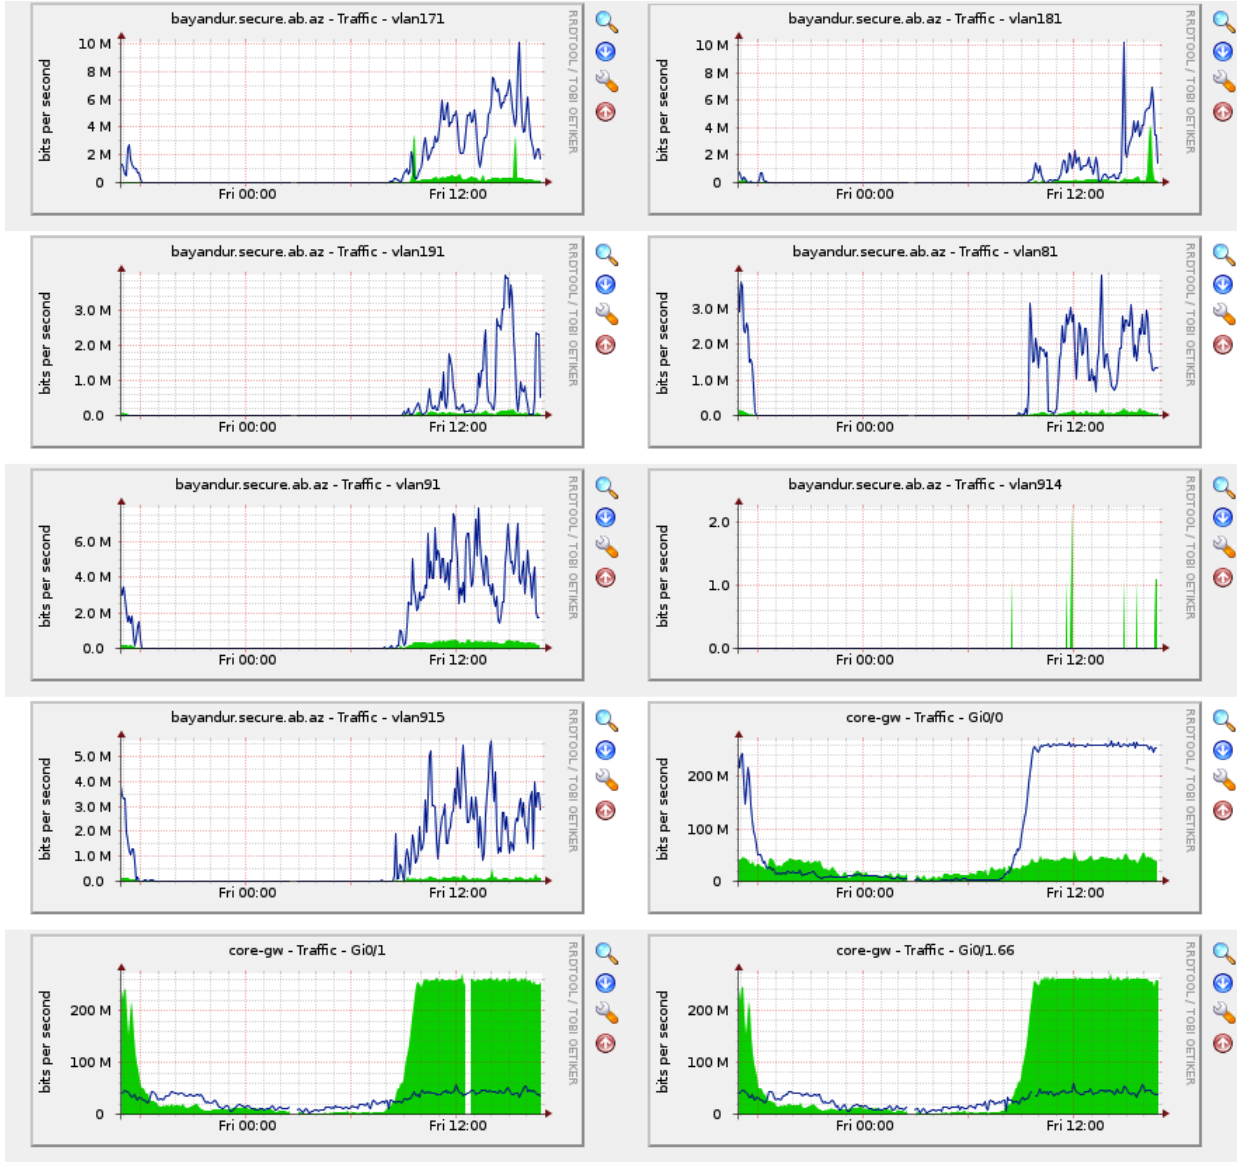 bayandur.secure.ab.az - Traffic - vlan171
bits per second
10 M
8 M
6 M
4 M
2 M
0
Fri 00:00
Fri 12:00
RRDTOOL / TOBI OETIKER
bayandur.secure.ab.az - Traffic - vlan181
bits per second
10 M
8 M
6 M
4 M
2 M
0
Fri 00:00
Fri 12:00
RRDTOOL / TOBI OETIKER
bayandur.secure.ab.az - Traffic - vlan191
bits per second
3.0 M
2.0 M
1.0 M
0.0
Fri 00:00
Fri 12:00
RRDTOOL / TOBI OETIKER
bayandur.secure.ab.az - Traffic - vlan81
bits per second
3.0 M
2.0 M
1.0 M
0.0
Fri 00:00
Fri 12:00
RRDTOOL / TOBI OETIKER
bayandur.secure.ab.az - Traffic - vlan91
bits per second
6.0 M
4.0 M
2.0 M
0.0
Fri 00:00
Fri 12:00
RRDTOOL / TOBI OETIKER
bayandur.secure.ab.az - Traffic - vlan914
bits per second
2.0
1.0
0.0
Fri 00:00
Fri 12:00
RRDTOOL / TOBI OETIKER
bayandur.secure.ab.az - Traffic - vlan915
bits per second
5.0 M
4.0 M
3.0 M
2.0 M
1.0 M
0.0
Fri 00:00
Fri 12:00
RRDTOOL / TOBI OETIKER
core-gw - Traffic - Gi0/0
bits per second
200 M
100 M
0
Fri 00:00
Fri 12:00
RRDTOOL / TOBI OETIKER
core-gw - Traffic - Gi0/1
bits per second
200 M
100 M
0
Fri 00:00
Fri 12:00
RRDTOOL / TOBI OETIKER
core-gw - Traffic - Gi0/1.66
bits per second
200 M
100 M
0
Fri 00:00
Fri 12:00
RRDTOOL / TOBI OETIKER